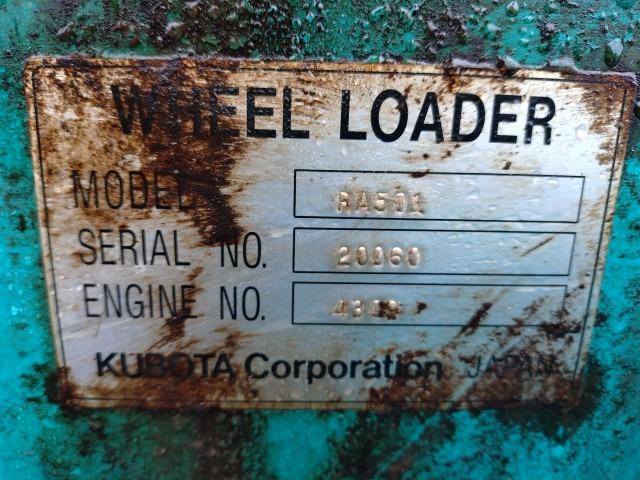 WHEEL LOADER
MODEL RA501
SERIAL NO. 20060
ENGINE NO.
KUBOTA Corporation JAPAN